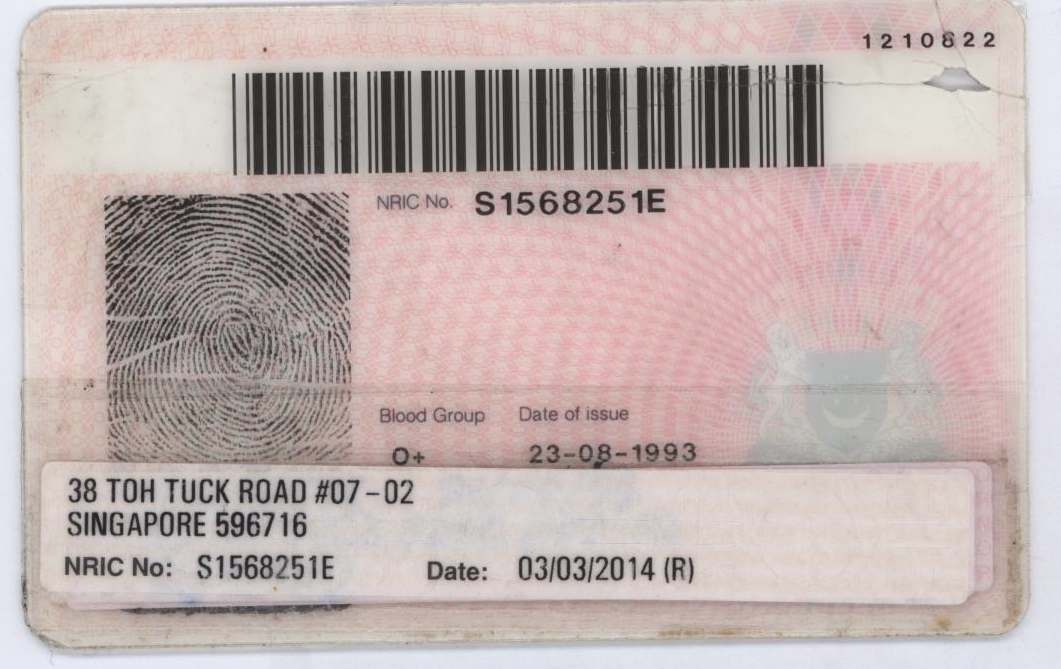 1210822
NRIC No. S1568251E
Blood Group Date of issue
O+ 23-08-1993
38 TOH TUCK ROAD #07-02
SINGAPORE 596716
NRIC No: S1568251E Date: 03/03/2014 (R)